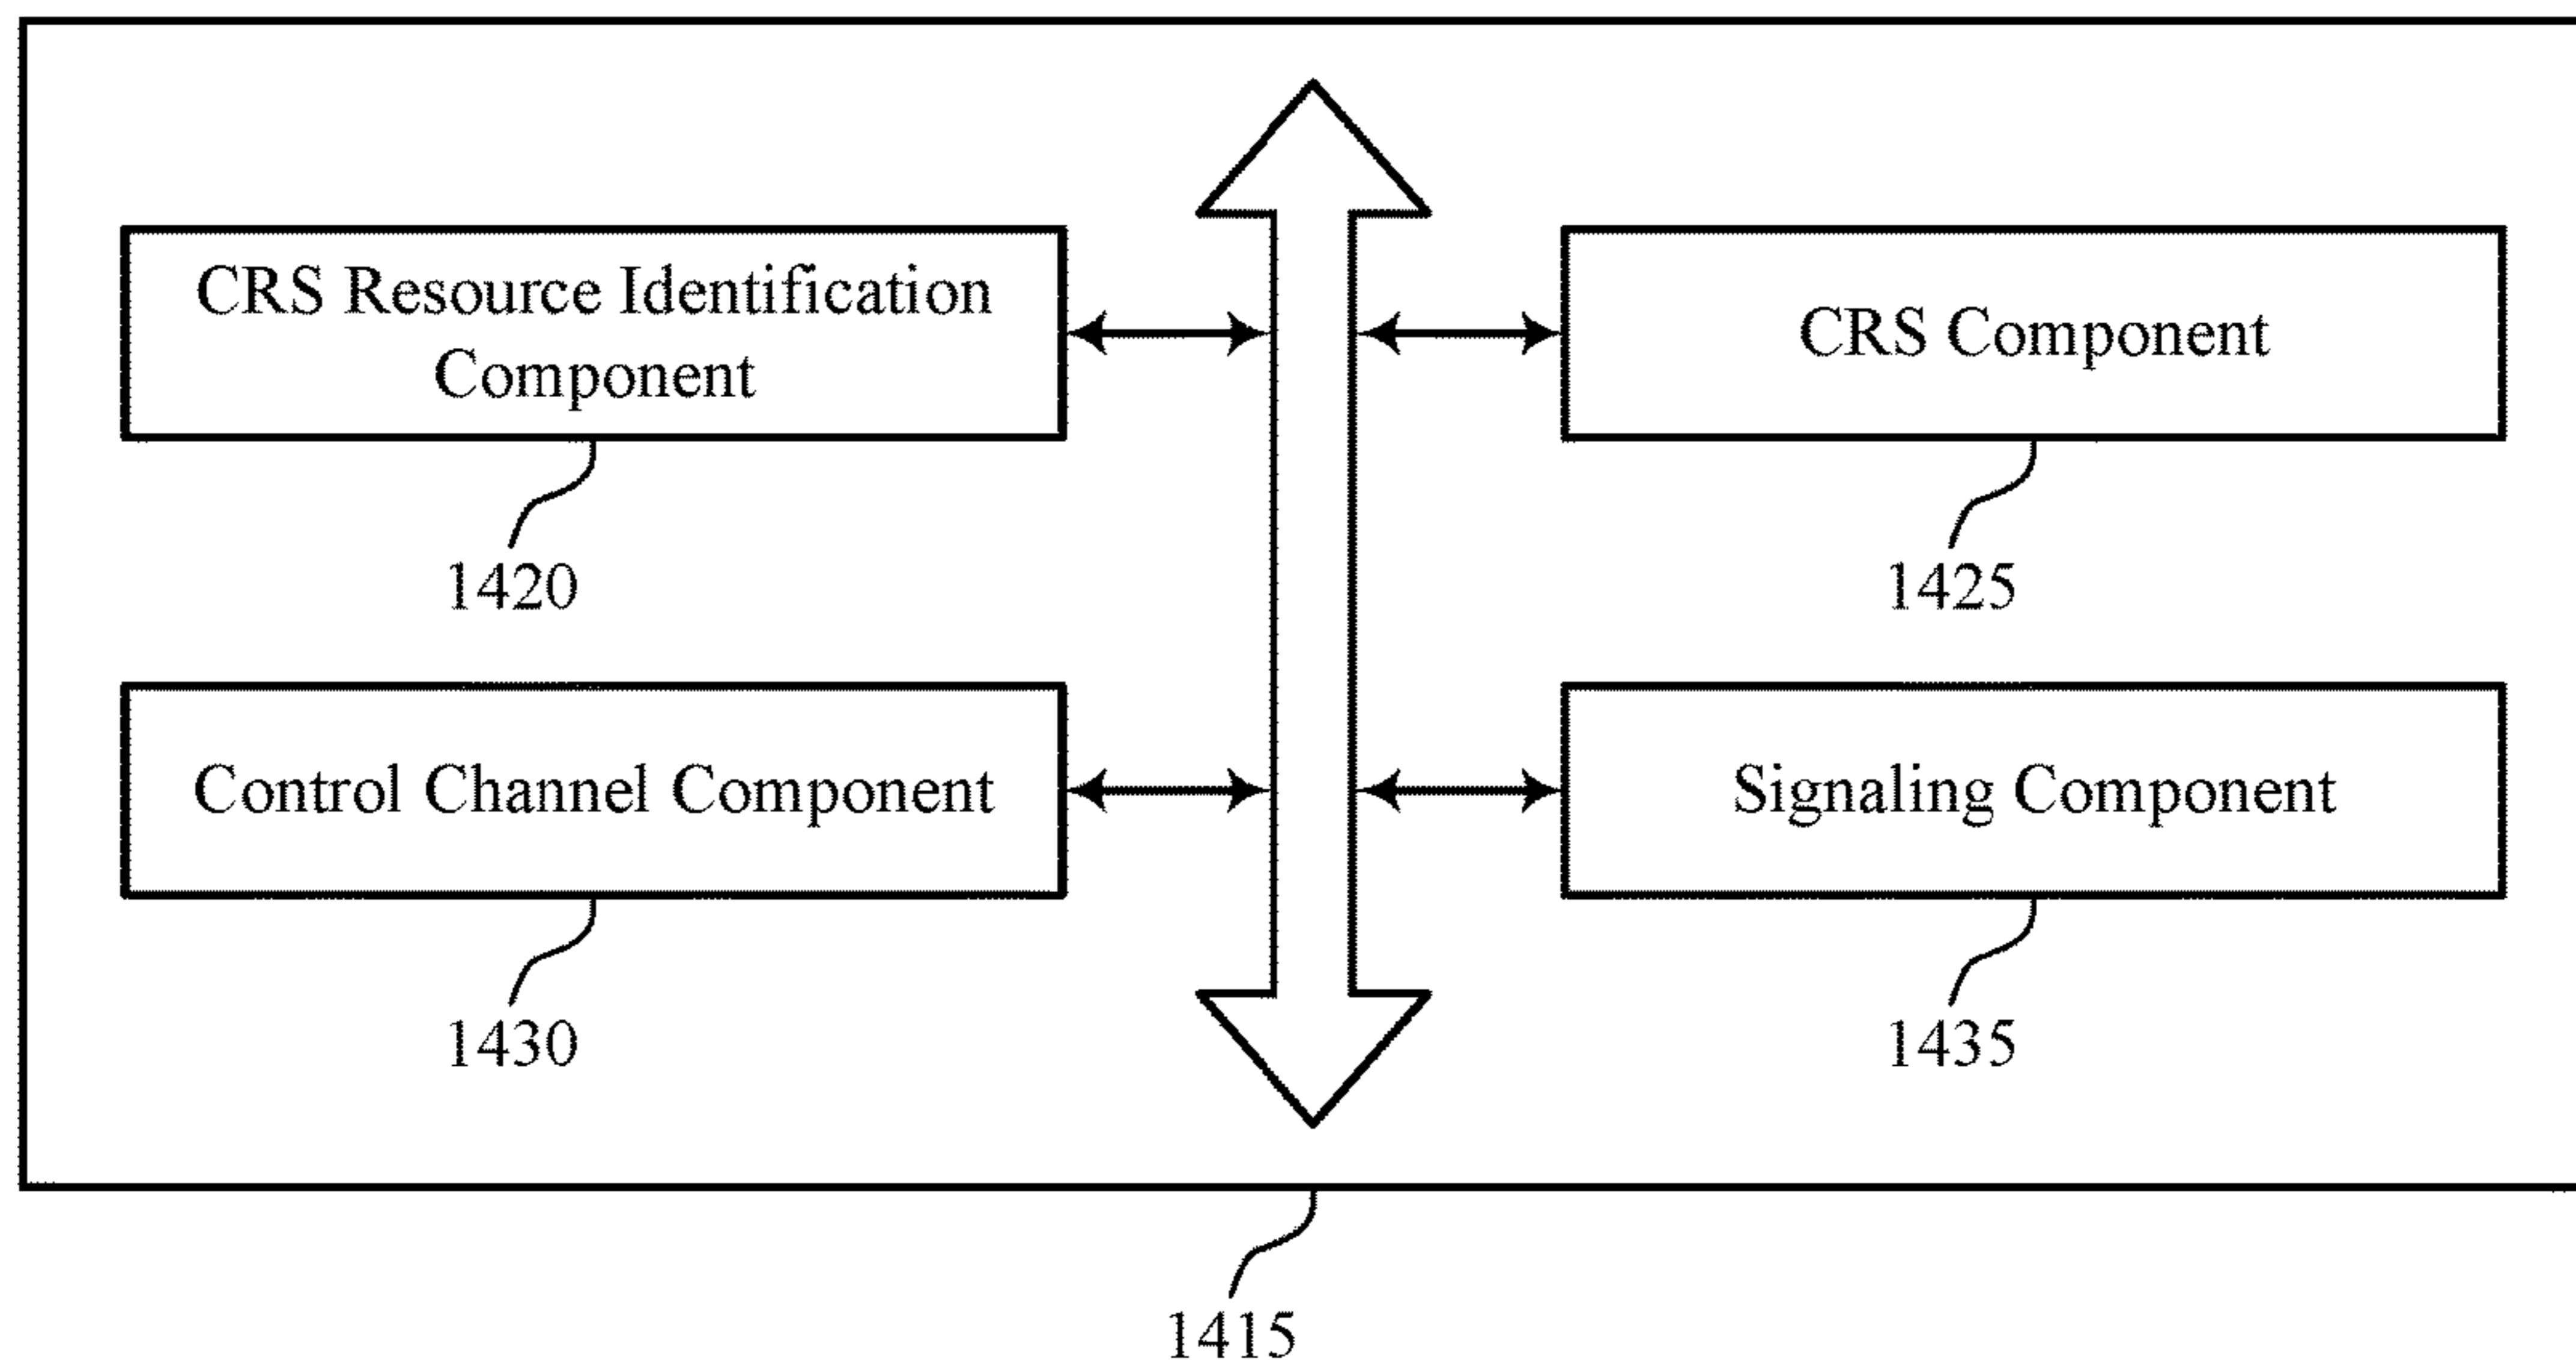 CRS Resource Identification
Component
CRS Component
1420
1425
Control Channel Component
Signaling Component
1430
1435
1415